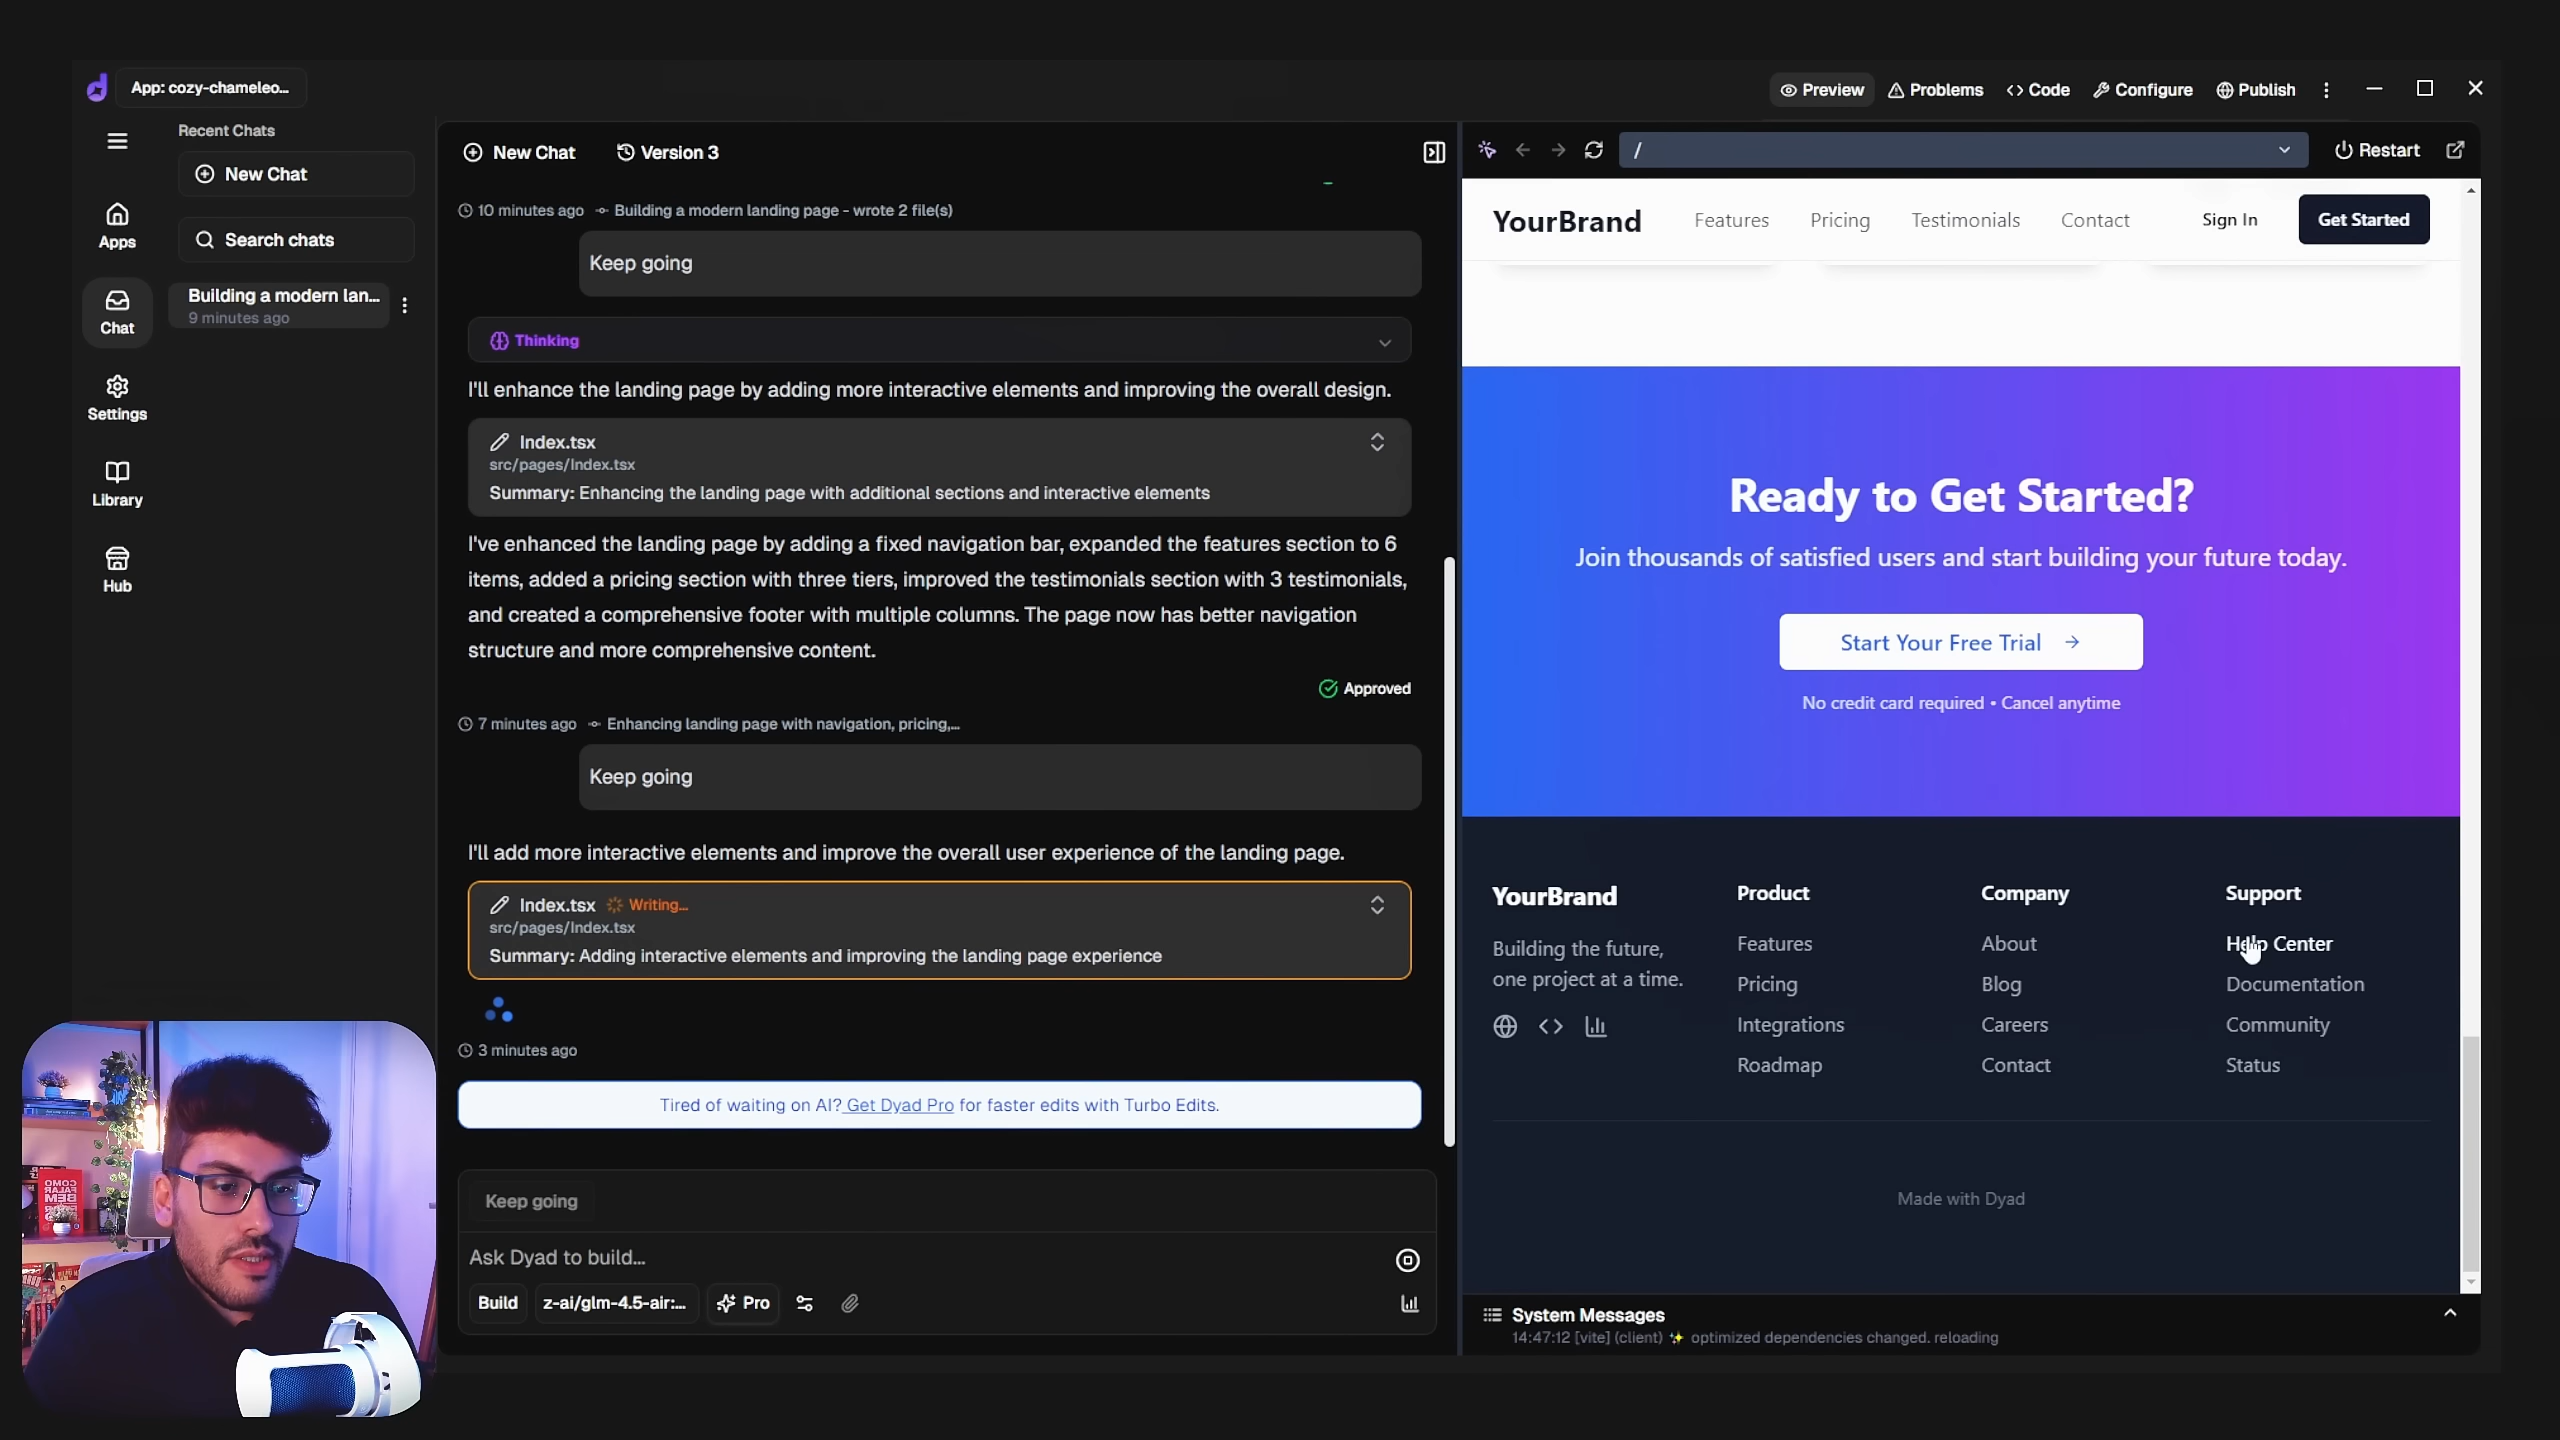 App: cozy-chameleo...
Preview
Problems
Code
Configure
Publish
Recent Chats
New Chat
Search chats
Building a modern lan...
9 minutes ago
Apps
Chat
Settings
Library
Hub
New Chat
Version 3
10 minutes ago
Building a modern landing page - wrote 2 file(s)
Keep going
Thinking
I'll enhance the landing page by adding more interactive elements and improving the overall design.
Index.tsx
src/pages/Index.tsx
Summary: Enhancing the landing page with additional sections and interactive elements
I've enhanced the landing page by adding a fixed navigation bar, expanded the features section to 6
items, added a pricing section with three tiers, improved the testimonials section with 3 testimonials,
and created a comprehensive footer with multiple columns. The page now has better navigation
structure and more comprehensive content.
Approved
7 minutes ago
Enhancing landing page with navigation, pricing,...
Keep going
I'll add more interactive elements and improve the overall user experience of the landing page.
Index.tsx Writing...
src/pages/Index.tsx
Summary: Adding interactive elements and improving the landing page experience
3 minutes ago
Tired of waiting on AI? Get Dyad Pro for faster edits with Turbo Edits.
Keep going
Ask Dyad to build...
Build
z-ai/glm-4.5-air:...
Pro
/
Restart
YourBrand
Features
Pricing
Testimonials
Contact
Sign In
Get Started
Ready to Get Started?
Join thousands of satisfied users and start building your future today.
Start Your Free Trial →
No credit card required • Cancel anytime
YourBrand
Building the future,
one project at a time.
Product
Features
Pricing
Integrations
Roadmap
Company
About
Blog
Careers
Contact
Support
Help Center
Documentation
Community
Status
Made with Dyad
System Messages
14:47:12 [vite] (client) ✨ optimized dependencies changed. reloading
COMO
FALAR
BEM